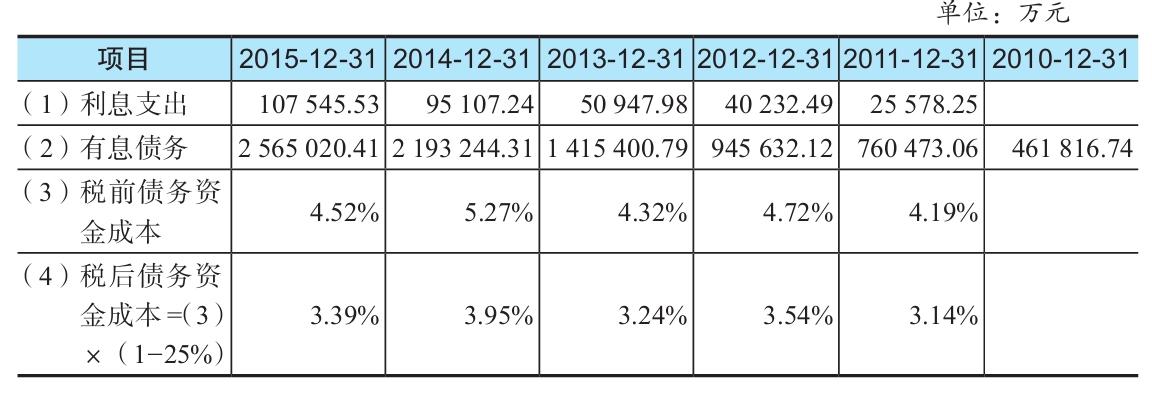 单位：万元
项目 2015-12-31 2014-12-31 2013-12-31 2012-12-31 2011-12-31 2010-12-31
（1）利息支出 107 545.53 95 107.24 50 947.98 40 232.49 25 578.25
（2）有息债务 2 565 020.41 2 193 244.31 1 415 400.79 945 632.12 760 473.06 461 816.74
（3）税前债务资
金成本 4.52% 5.27% 4.32% 4.72% 4.19%
（4）税后债务资
金成本=(3) 3.39% 3.95% 3.24% 3.54% 3.14%
×（1−25%）